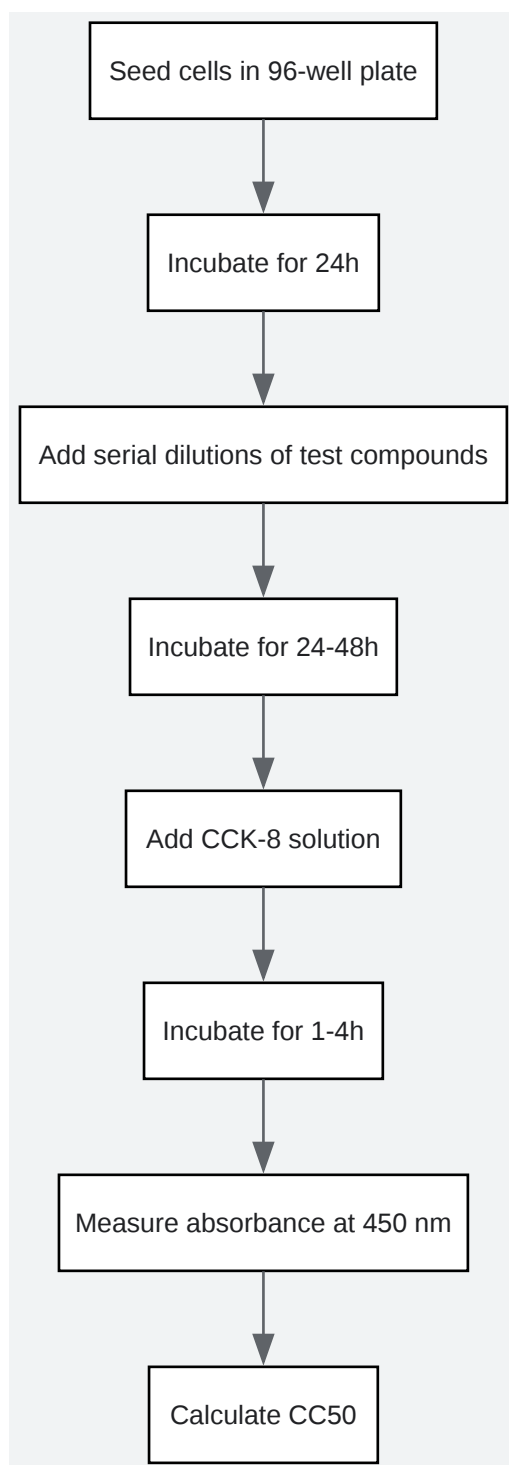 Seed cells in 96-well plate
Incubate for 24h
Add serial dilutions of test compounds
Incubate for 24-48h
Add CCK-8 solution
Incubate for 1-4h
Measure absorbance at 450 nm
Calculate CC50